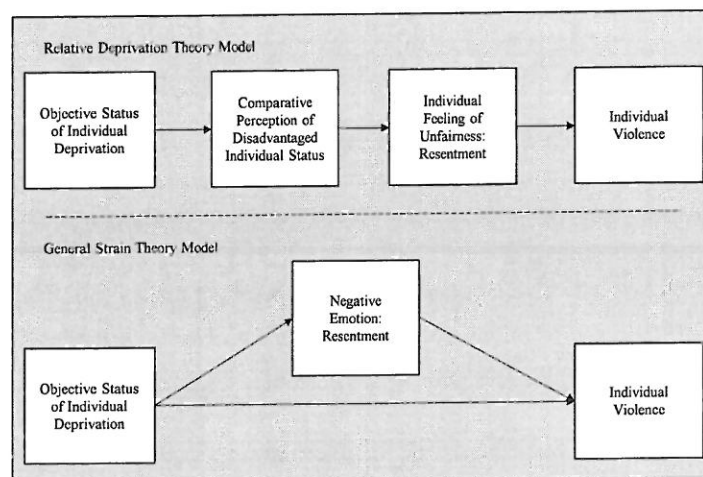 Relative Deprivation Theory Model
Objective Status
of Individual
Deprivation
Comparative
Perception of
Disadvantaged
Individual Status
Individual
Feeling of
Unfairness:
Resentment
Individual
Violence
General Strain Theory Model
Negative
Emotion:
Resentment
Objective Status
of Individual
Deprivation
Individual
Violence